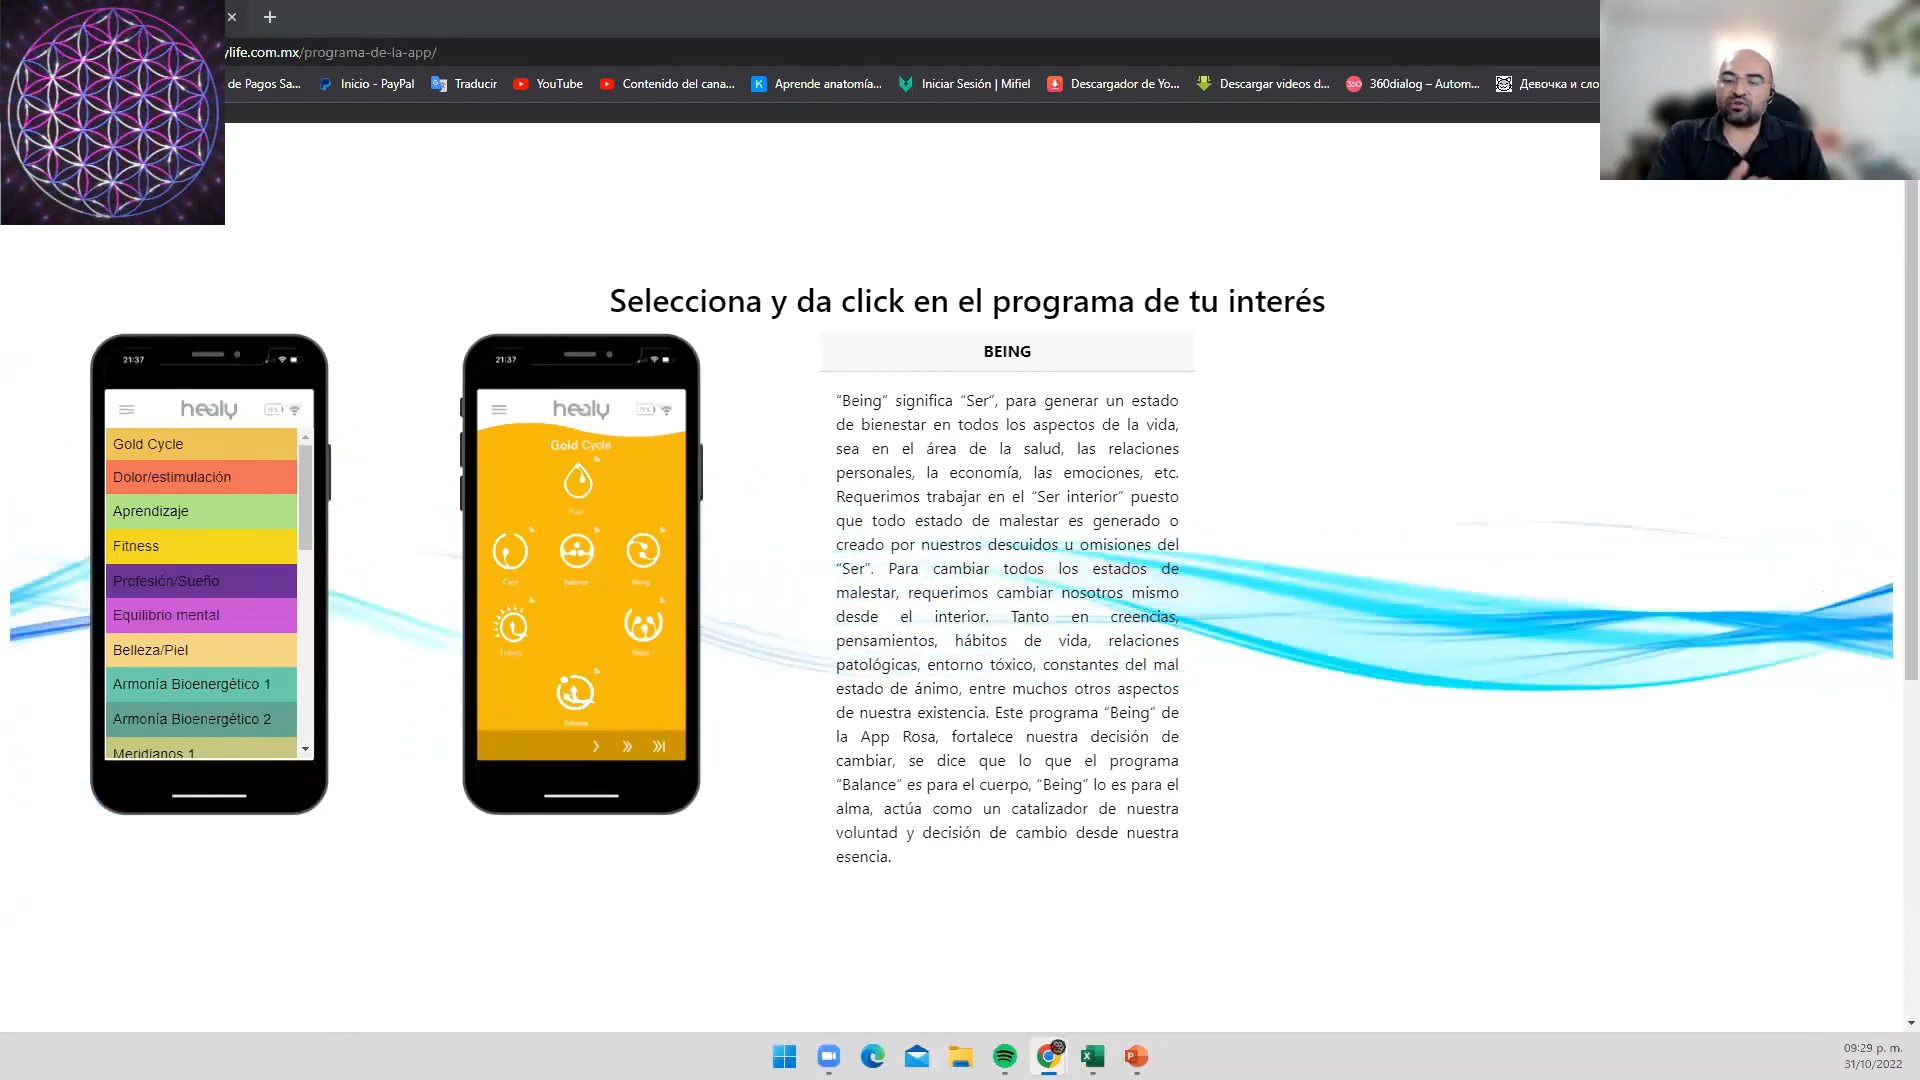 ylife.com.mx/programa-de-la-app/
de Pagos Sa...
Inicio - PayPal
Traducir
YouTube
Contenido del cana...
Aprende anatomía...
Iniciar Sesión | Mifiel
Descargador de Yo...
Descargar videos d...
360dialog – Autom...
Девочка и сло
Selecciona y da click en el programa de tu interés
21:37
healy
Gold Cycle
Dolor/estimulación
Aprendizaje
Fitness
Profesión/Sueño
Equilibrio mental
Belleza/Piel
Armonía Bioenergético 1
Armonía Bioenergético 2
Meridianos 1
21:37
healy
Gold Cycle
Pure
Care
Balance
Being
Energy
Release
BEING
“Being” significa “Ser”, para generar un estado
de bienestar en todos los aspectos de la vida,
sea en el área de la salud, las relaciones
personales, la economía, las emociones, etc.
Requerimos trabajar en el “Ser interior” puesto
que todo estado de malestar es generado o
creado por nuestros descuidos u omisiones del
“Ser”. Para cambiar todos los estados de
malestar, requerimos cambiar nosotros mismo
desde el interior. Tanto en creencias,
pensamientos, hábitos de vida, relaciones
patológicas, entorno tóxico, constantes del mal
estado de ánimo, entre muchos otros aspectos
de nuestra existencia. Este programa “Being” de
la App Rosa, fortalece nuestra decisión de
cambiar, se dice que lo que el programa
“Balance” es para el cuerpo, “Being” lo es para el
alma, actúa como un catalizador de nuestra
voluntad y decisión de cambio desde nuestra
esencia.
09:29 p. m.
31/10/2022